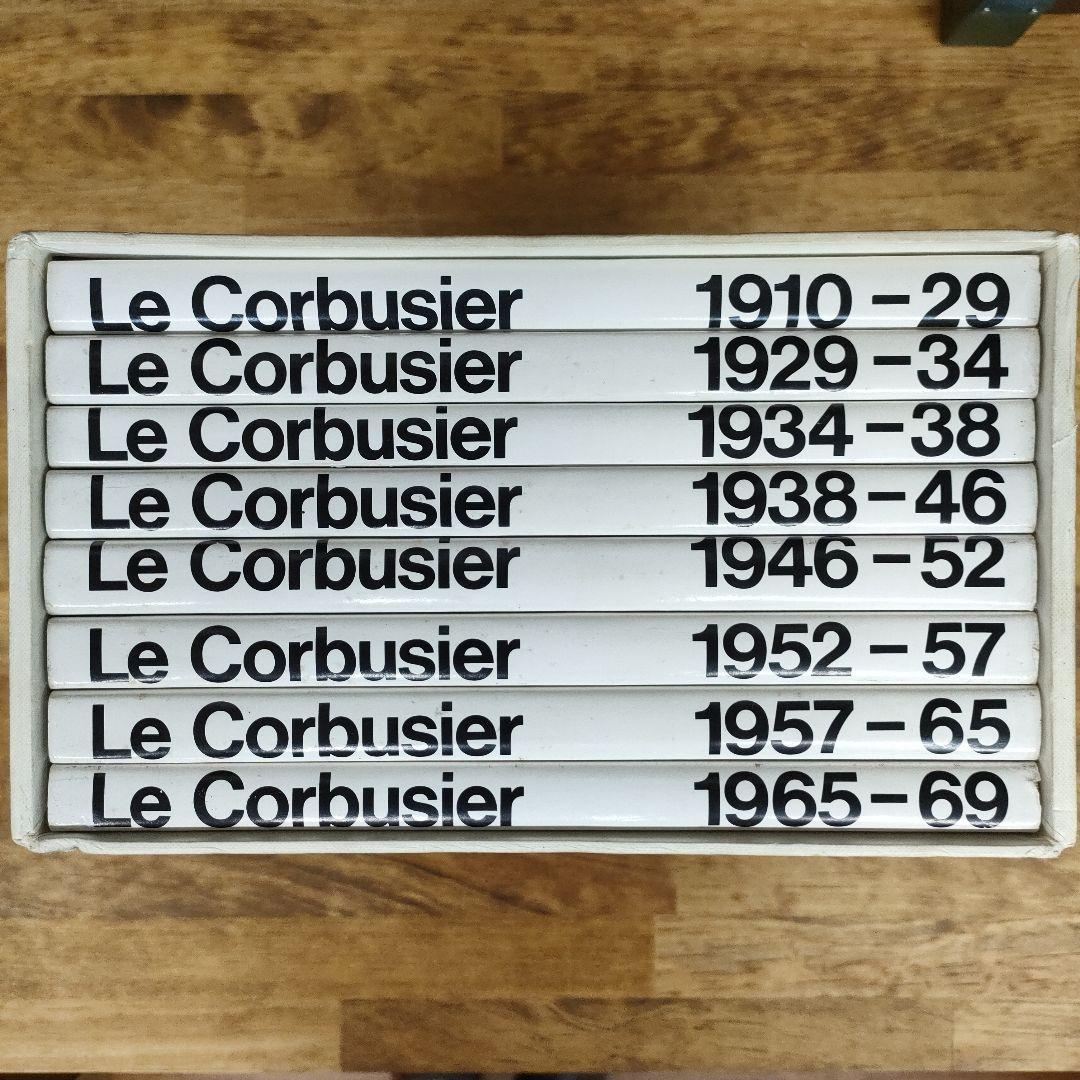 Le Corbusier 1910 – 29
Le Corbusier 1929 – 34
Le Corbusier 1934 – 38
Le Corbusier 1938 – 46
Le Corbusier 1946 – 52
Le Corbusier 1952 – 57
Le Corbusier 1957 – 65
Le Corbusier 1965 – 69